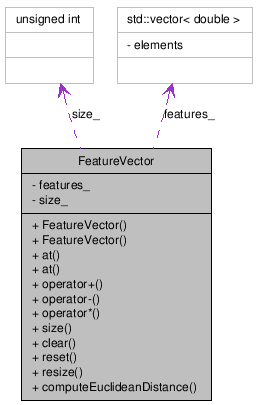 unsigned int
std::vector< double >
- elements
size_
features_
FeatureVector
- features_
- size_
+ FeatureVector()
+ FeatureVector()
+ at()
+ at()
+ operator+()
+ operator-()
+ operator*()
+ size()
+ clear()
+ reset()
+ resize()
+ computeEuclideanDistance()